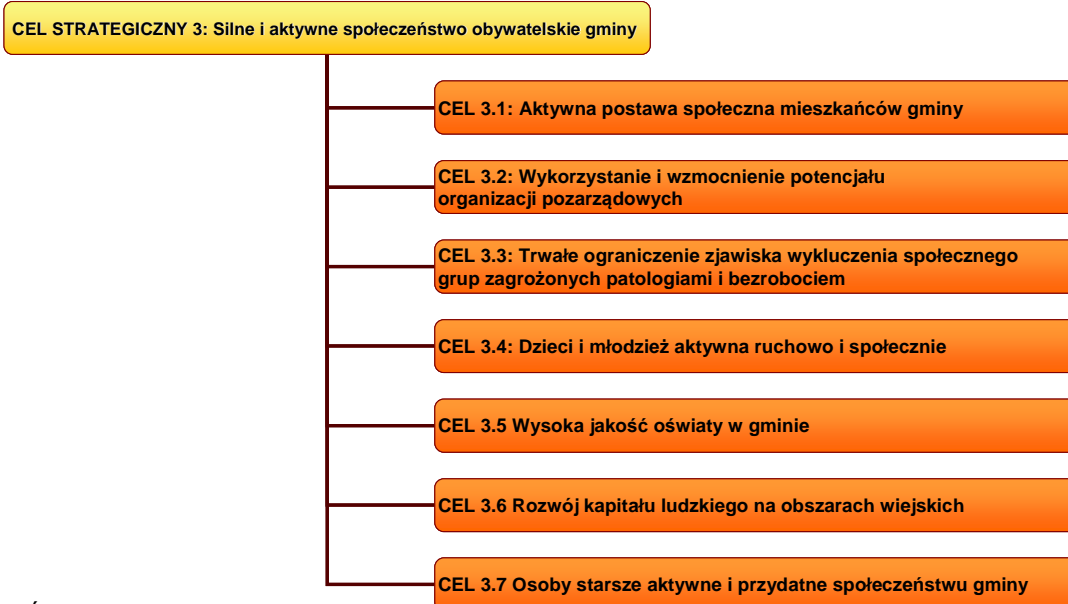 CEL STRATEGICZNY 3: Silne i aktywne społeczeństwo obywatelskie gminy
CEL 3.1: Aktywna postawa społeczna mieszkańców gminy
CEL 3.2: Wykorzystanie i wzmocnienie potencjału
organizacji pozarządowych
CEL 3.3: Trwałe ograniczenie zjawiska wykluczenia społecznego
grup zagrożonych patologiami i bezrobociem
CEL 3.4: Dzieci i młodzież aktywna ruchowo i społecznie
CEL 3.5 Wysoka jakość oświaty w gminie
CEL 3.6 Rozwój kapitału ludzkiego na obszarach wiejskich
CEL 3.7 Osoby starsze aktywne i przydatne społeczeństwu gminy